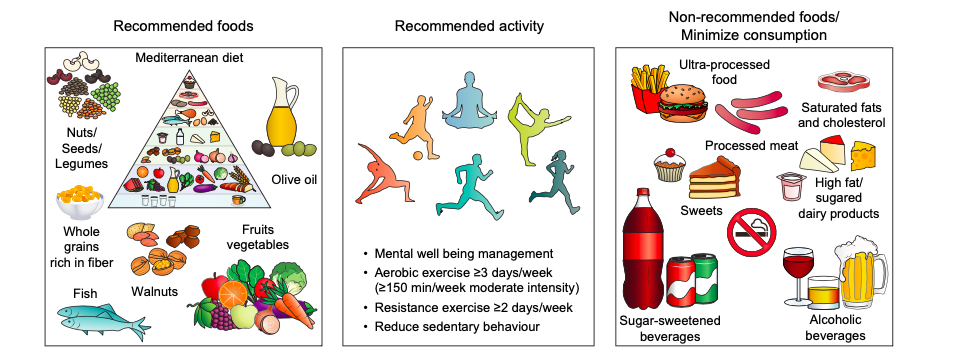 Recommended foods
Mediterranean diet
Nuts/
Seeds/
Legumes
Olive oil
Whole
grains
rich in fiber
Fruits
vegetables
Fish
Walnuts
Recommended activity
• Mental well being management
• Aerobic exercise ≥3 days/week
(≥150 min/week moderate intensity)
• Resistance exercise ≥2 days/week
• Reduce sedentary behaviour
Non-recommended foods/
Minimize consumption
Ultra-processed
food
Saturated fats
and cholesterol
Processed meat
Sweets
High fat/
sugared
dairy products
Sugar-sweetened
beverages
Alcoholic
beverages